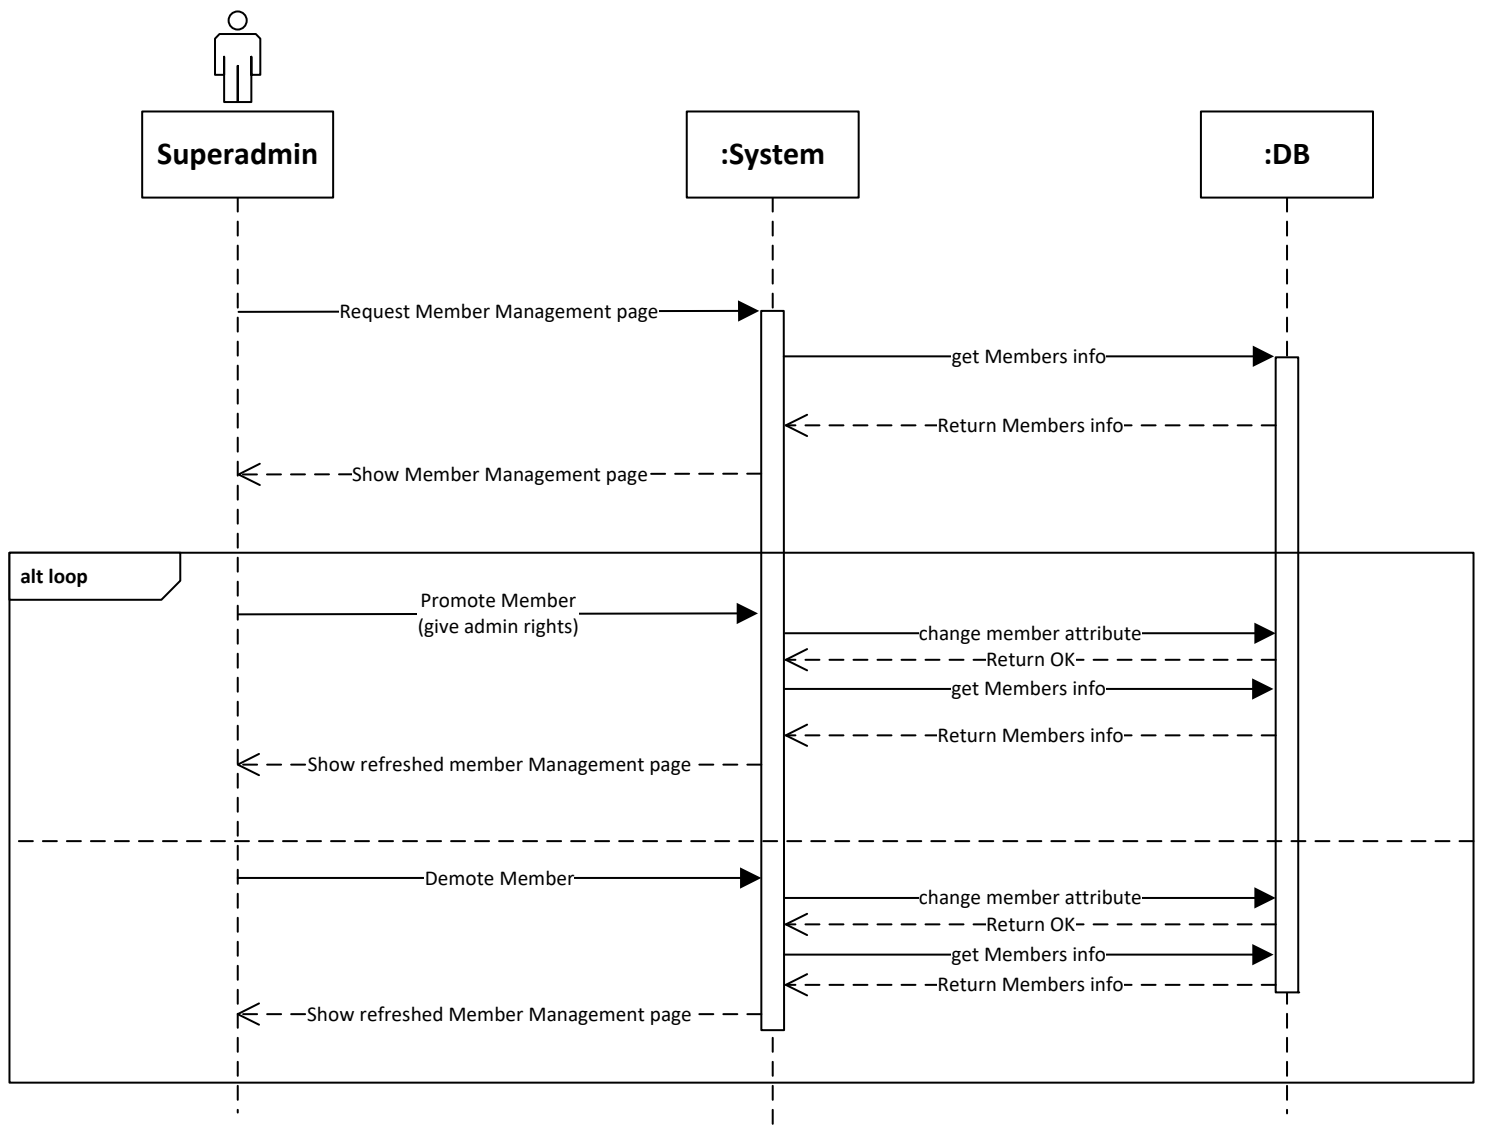 Superadmin
:System
:DB
Request Member Management page
get Members info
Return Members info
Show Member Management page
alt loop
Promote Member
(give admin rights)
change member attribute
Return OK
get Members info
Return Members info
Show refreshed member Management page
Demote Member
change member attribute
Return OK
get Members info
Return Members info
Show refreshed Member Management page